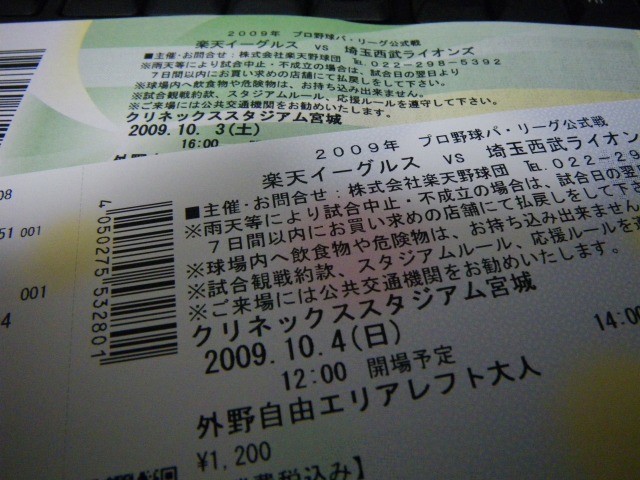 2009年 プロ野球パ・リーグ公式戦
楽天イーグルス VS 埼玉西武ライオンズ
■主催・お問合せ:株式会社楽天野球団 ℡022-298-5392
※雨天等により試合中止・不成立の場合は、試合日の翌日より
7日間以内にお買い求めの店舗にて払戻しをして下さい。
※球場内へ飲食物や危険物は、お持ち込み出来ません。
※試合観戦約款、スタジアムルール、応援ルールを遵守して下さい。
※ご来場には公共交通機関をお勧めいたします。
クリネックススタジアム宮城
2009.10. 3(土)
16:00
2009年 プロ野球パ・リーグ公式戦
楽天イーグルス VS 埼玉西武ライオンズ
■主催・お問合せ:株式会社楽天野球団 ℡022-29
※雨天等により試合中止・不成立の場合は、試合日の翌
7日間以内にお買い求めの店舗にて払戻しをして下
※球場内へ飲食物や危険物は、お持ち込み出来ません
※試合観戦約款、スタジアムルール、応援ルールを遵
※ご来場には公共交通機関をお勧めいたします。
クリネックススタジアム宮城
2009.10.4(日)
12:00 開場予定
14:0
外野自由エリアレフト大人
¥1,200
税込み】
4050275532801
08
51 001
001
4